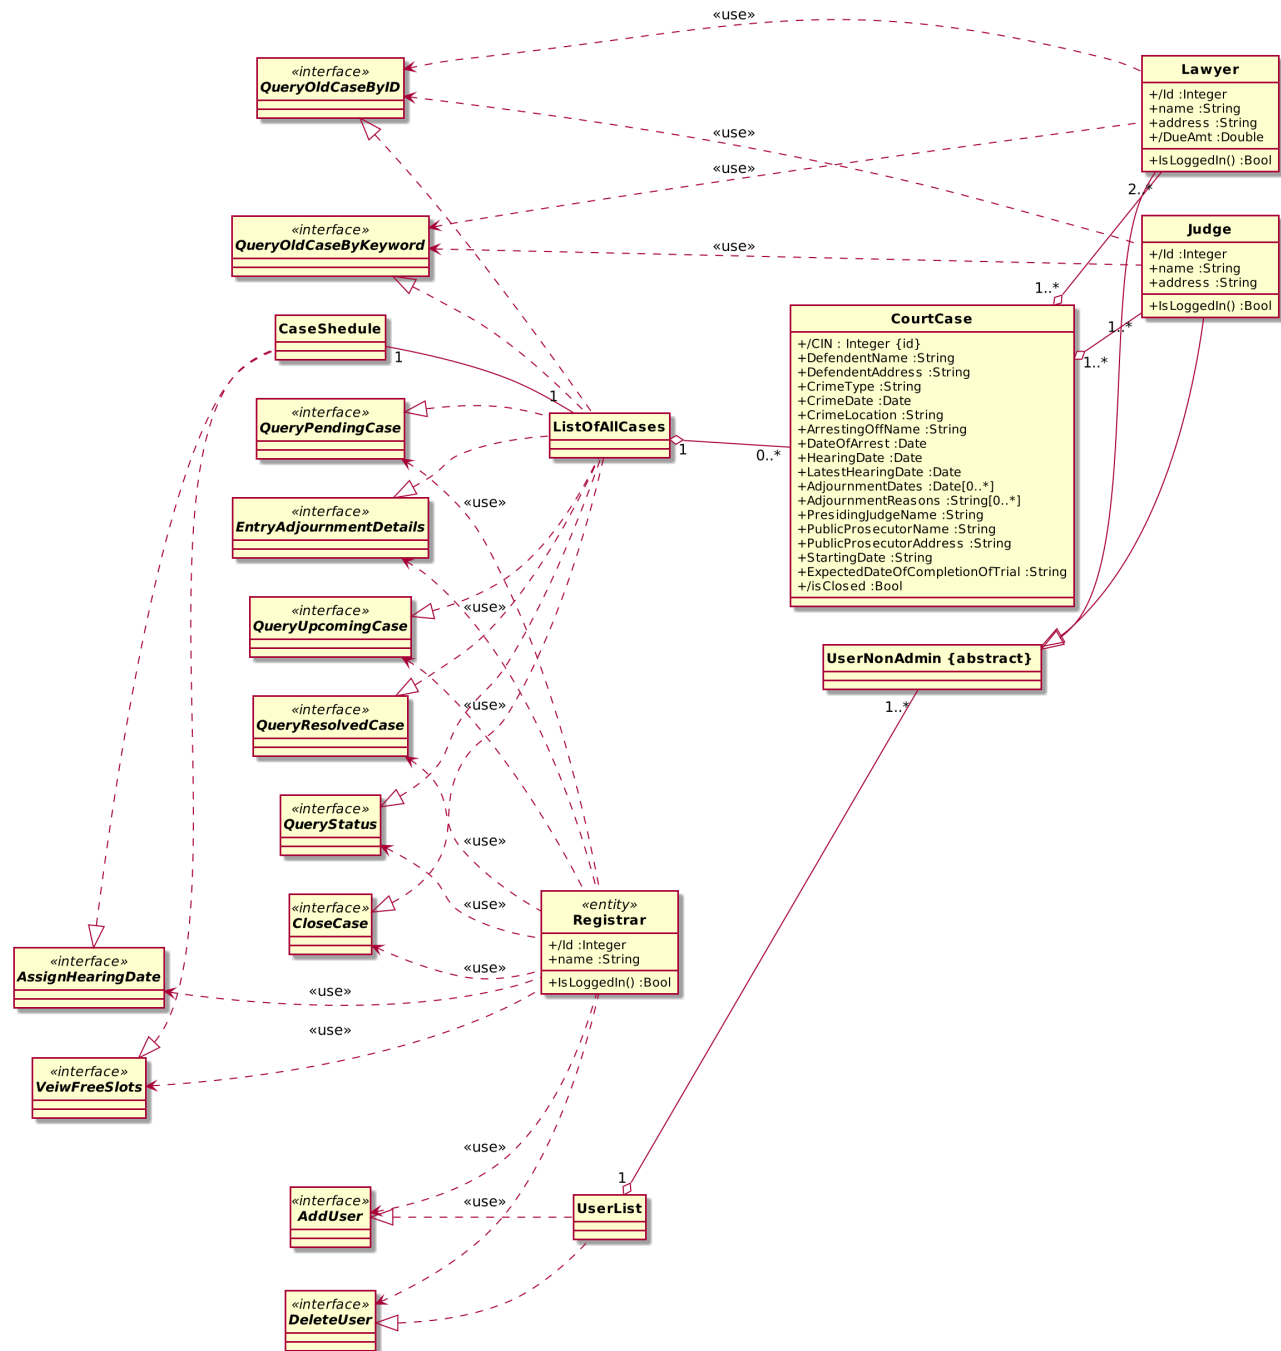 «use»
«interface»
QueryOldCaseByID
Lawyer
+/Id :Integer
+name :String
+address :String
+/DueAmt :Double
+IsLoggedIn() :Bool
«use»
«use»
2..*
«interface»
QueryOldCaseByKeyword
«use»
Judge
+/Id :Integer
+name :String
+address :String
+IsLoggedIn() :Bool
1..*
1..*
1..*
CaseShedule
1
1
CourtCase
+/CIN : Integer {id}
+DefendentName :String
+DefendentAddress :String
+CrimeType :String
+CrimeDate :Date
+CrimeLocation :String
+ArrestingOffName :String
+DateOfArrest :Date
+HearingDate :Date
+LatestHearingDate :Date
+AdjournmentDates :Date[0..*]
+AdjournmentReasons :String[0..*]
+PresidingJudgeName :String
+PublicProsecutorName :String
+PublicProsecutorAddress :String
+StartingDate :String
+ExpectedDateOfCompletionOfTrial :String
+/isClosed :Bool
«interface»
QueryPendingCase
ListOfAllCases
1
0..*
«use»
«interface»
EntryAdjournmentDetails
«interface»
QueryUpcomingCase
«use»
UserNonAdmin {abstract}
1..*
«interface»
QueryResolvedCase
«use»
«interface»
QueryStatus
«use»
«interface»
CloseCase
«use»
«entity»
Registrar
+/Id :Integer
+name :String
+IsLoggedIn() :Bool
«use»
«interface»
AssignHearingDate
«use»
«use»
«interface»
VeiwFreeSlots
«use»
1
«interface»
AddUser
«use»
UserList
«interface»
DeleteUser